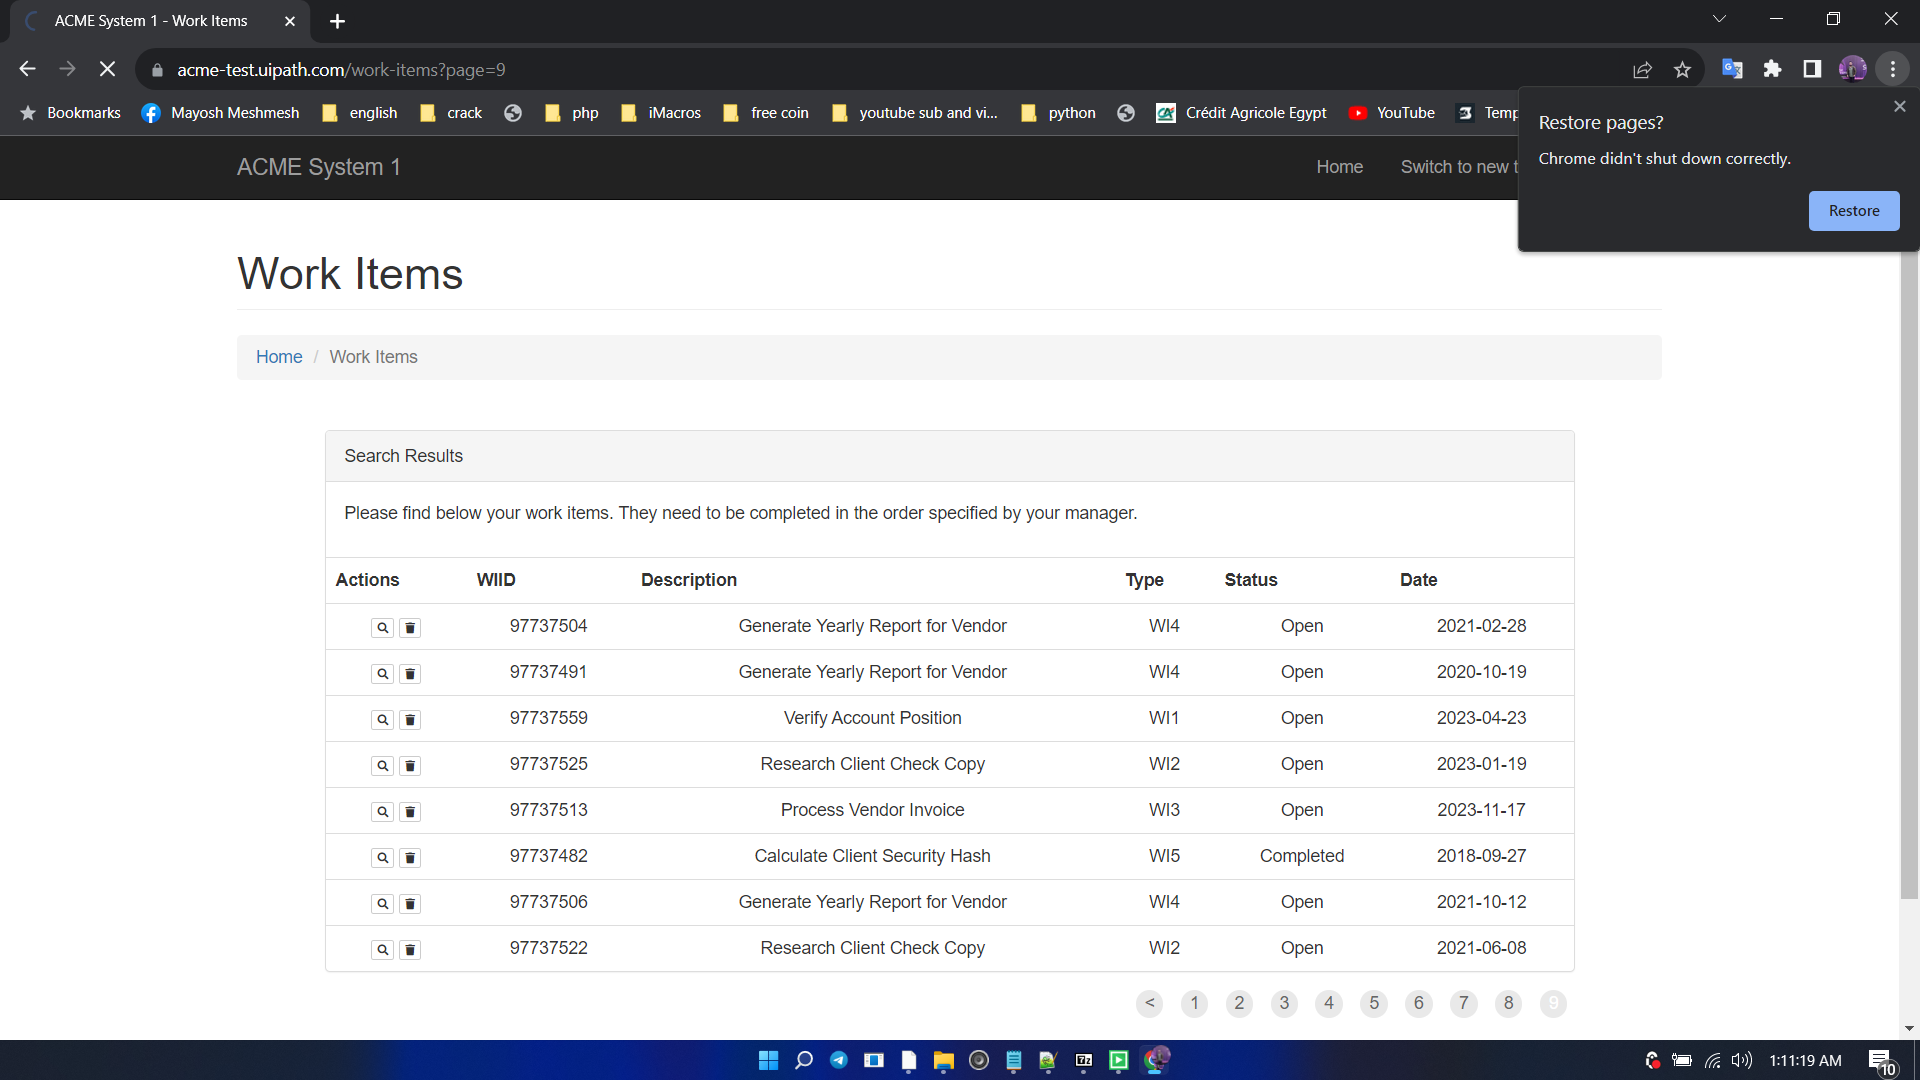 ACME System 1 - Work Items
acme-test.uipath.com/work-items?page=9
Bookmarks Mayosh Meshmesh english crack php iMacros free coin youtube sub and vi... python Crédit Agricole Egypt YouTube Temp
Restore pages?
Chrome didn't shut down correctly.
Restore
ACME System 1 Home Switch to new t
Work Items
Home / Work Items
Search Results
Please find below your work items. They need to be completed in the order specified by your manager.
Actions WIID Description Type Status Date
97737504 Generate Yearly Report for Vendor WI4 Open 2021-02-28
97737491 Generate Yearly Report for Vendor WI4 Open 2020-10-19
97737559 Verify Account Position WI1 Open 2023-04-23
97737525 Research Client Check Copy WI2 Open 2023-01-19
97737513 Process Vendor Invoice WI3 Open 2023-11-17
97737482 Calculate Client Security Hash WI5 Completed 2018-09-27
97737506 Generate Yearly Report for Vendor WI4 Open 2021-10-12
97737522 Research Client Check Copy WI2 Open 2021-06-08
< 1 2 3 4 5 6 7 8 9
1:11:19 AM 10